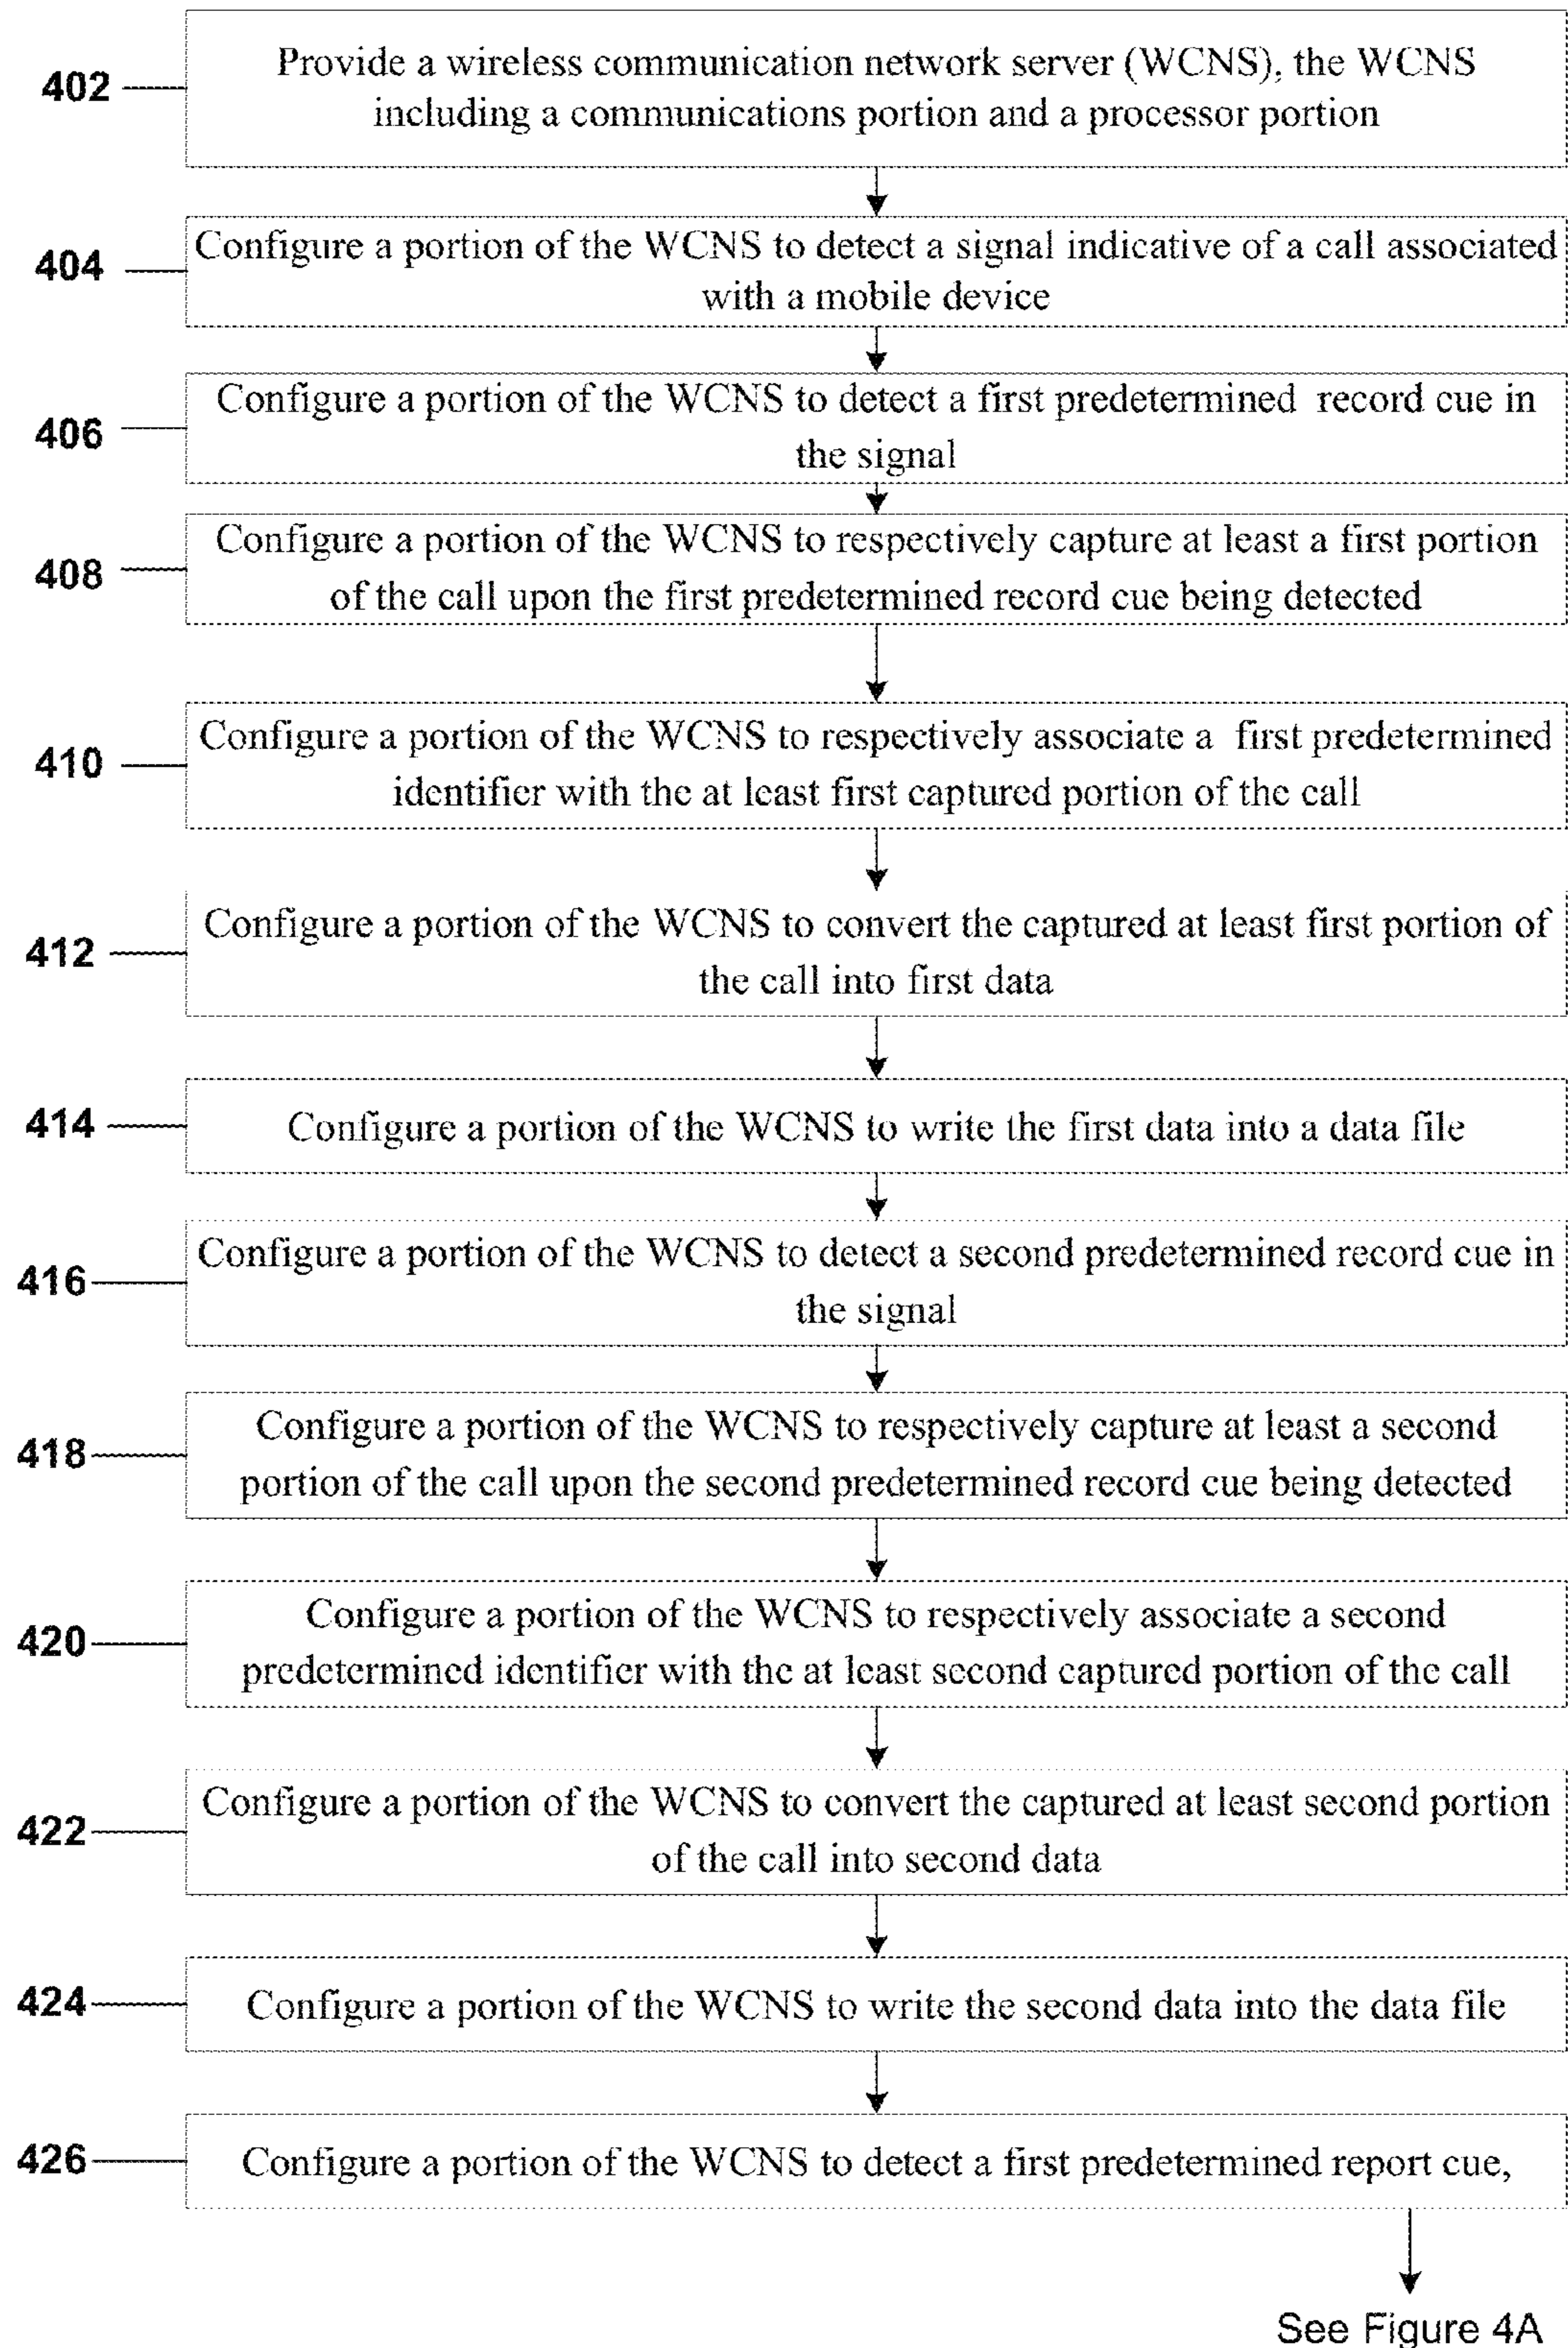 402
Provide a wireless communication network server (WCNS), the WCNS
including a communications portion and a processor portion
404
Configure a portion of the WCNS to detect a signal indicative of a call associated
with a mobile device
406
Configure a portion of the WCNS to detect a first predetermined record cue in
the signal
408
Configure a portion of the WCNS to respectively capture at least a first portion
of the call upon the first predetermined record cue being detected
410
Configure a portion of the WCNS to respectively associate a first predetermined
identifier with the at least first captured portion of the call
412
Configure a portion of the WCNS to convert the captured at least first portion of
the call into first data
414
Configure a portion of the WCNS to write the first data into a data file
416
Configure a portion of the WCNS to detect a second predetermined record cue in
the signal
418
Configure a portion of the WCNS to respectively capture at least a second
portion of the call upon the second predetermined record cue being detected
420
Configure a portion of the WCNS to respectively associate a second
predetermined identifier with the at least second captured portion of the call
422
Configure a portion of the WCNS to convert the captured at least second portion
of the call into second data
424
Configure a portion of the WCNS to write the second data into the data file
426
Configure a portion of the WCNS to detect a first predetermined report cue,
See Figure 4A